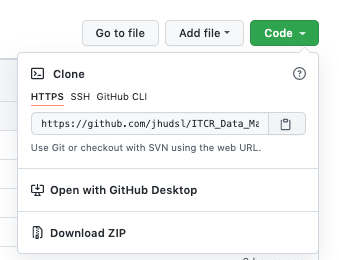 Go to file Add file Code
Clone
HTTPS SSH GitHub CLI
https://github.com/jhudsl/ITCR_Data_Ma
Use Git or checkout with SVN using the web URL.
Open with GitHub Desktop
Download ZIP